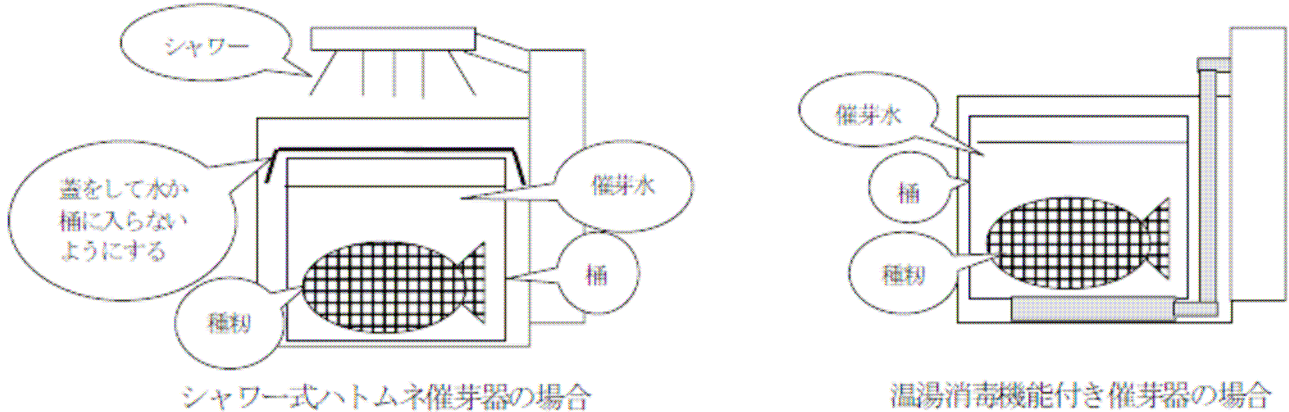 シャワー
蓋をして水か
桶に入らない
ようにする
催芽水
桶
種籾
シャワー式ハトムネ催芽器の場合
催芽水
桶
種籾
温湯消毒機能付き催芽器の場合